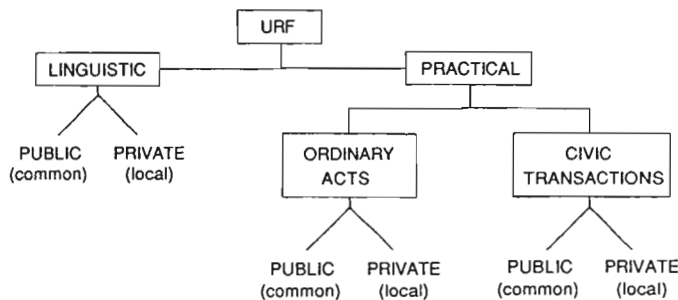 URF
LINGUISTIC
PRACTICAL
PUBLIC
(common)
PRIVATE
(local)
ORDINARY
ACTS
CIVIC
TRANSACTIONS
PUBLIC
(common)
PRIVATE
(local)
PUBLIC
(common)
PRIVATE
(local)